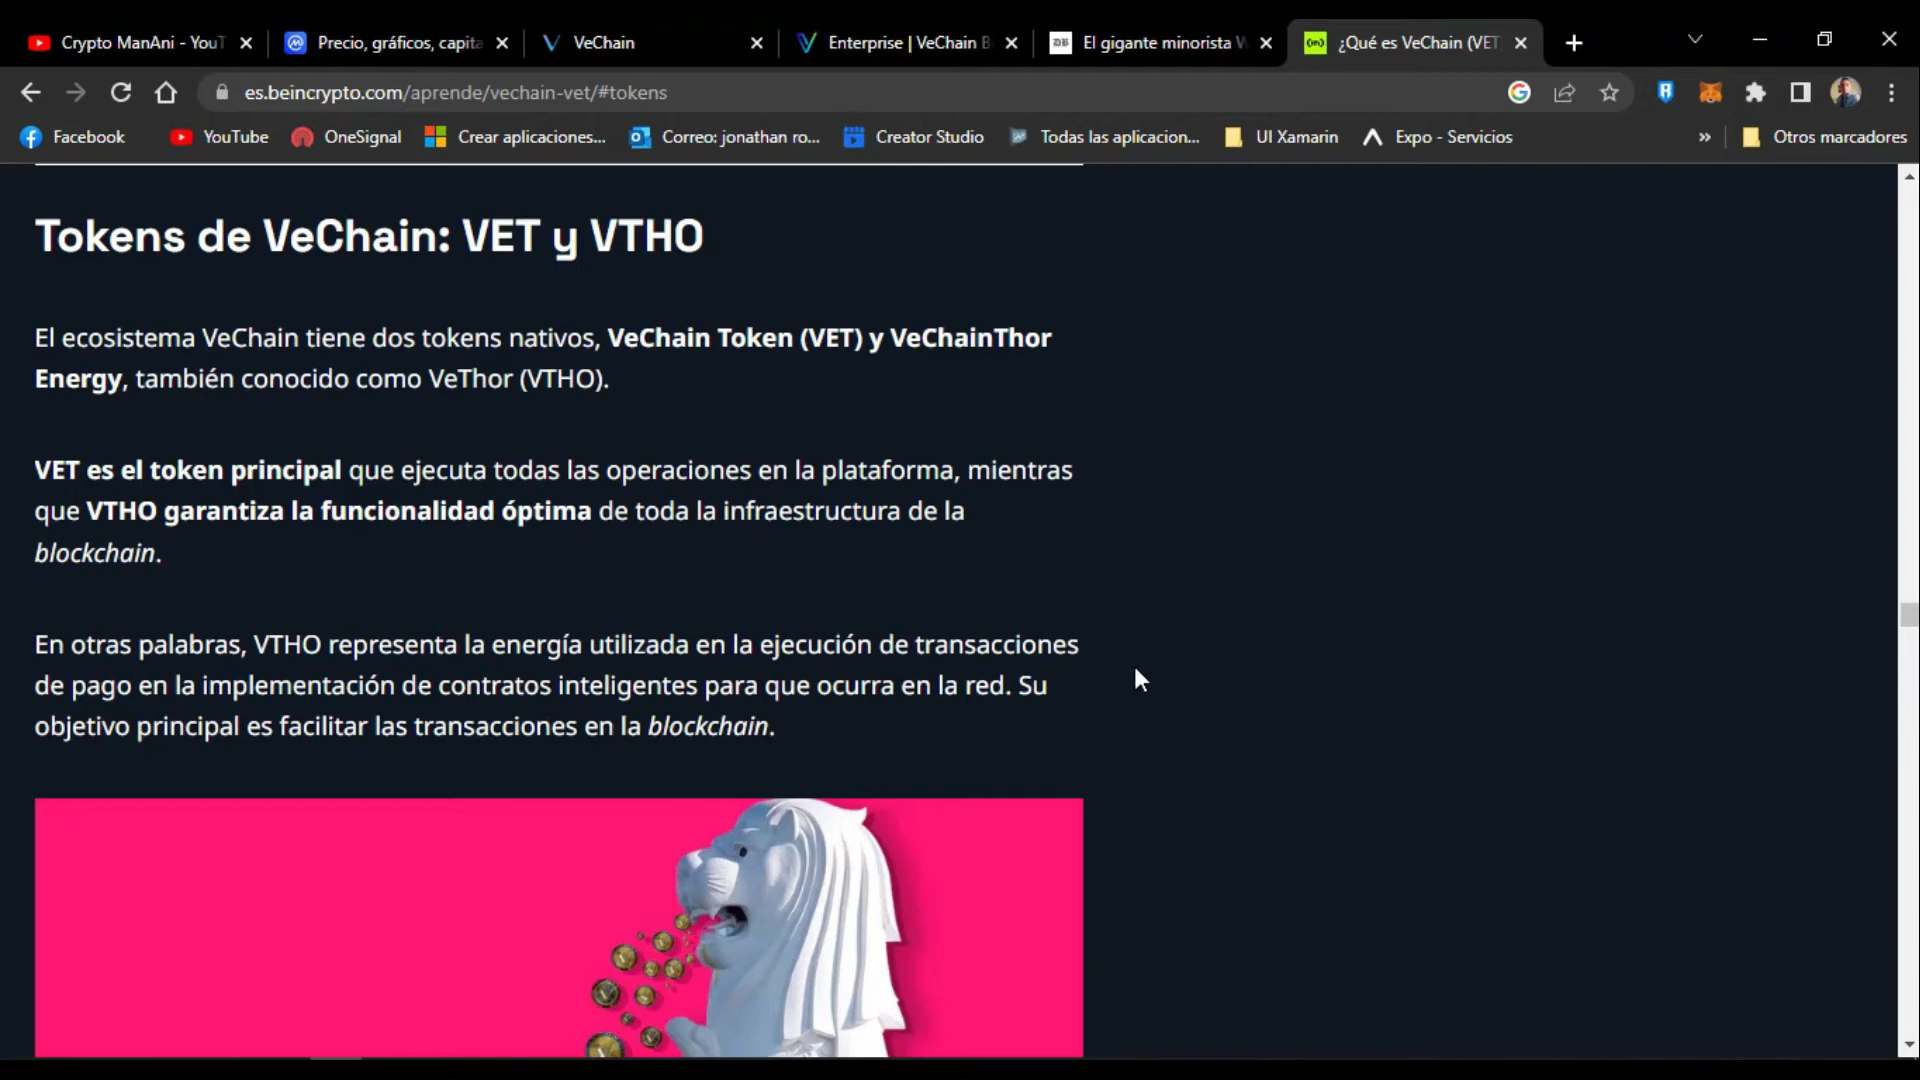 Crypto ManAni - YouT
Precio, gráficos, capita
VeChain
Enterprise | VeChain B
El gigante minorista W
¿Qué es VeChain (VET
es.beincrypto.com/aprende/vechain-vet/#tokens
Facebook
YouTube
OneSignal
Crear aplicaciones...
Correo: jonathan ro...
Creator Studio
Todas las aplicacion...
UI Xamarin
Expo - Servicios
»
Otros marcadores
Tokens de VeChain: VET y VTHO
El ecosistema VeChain tiene dos tokens nativos, VeChain Token (VET) y VeChainThor
Energy, también conocido como VeThor (VTHO).
VET es el token principal que ejecuta todas las operaciones en la plataforma, mientras
que VTHO garantiza la funcionalidad óptima de toda la infraestructura de la
blockchain.
En otras palabras, VTHO representa la energía utilizada en la ejecución de transacciones
de pago en la implementación de contratos inteligentes para que ocurra en la red. Su
objetivo principal es facilitar las transacciones en la blockchain.